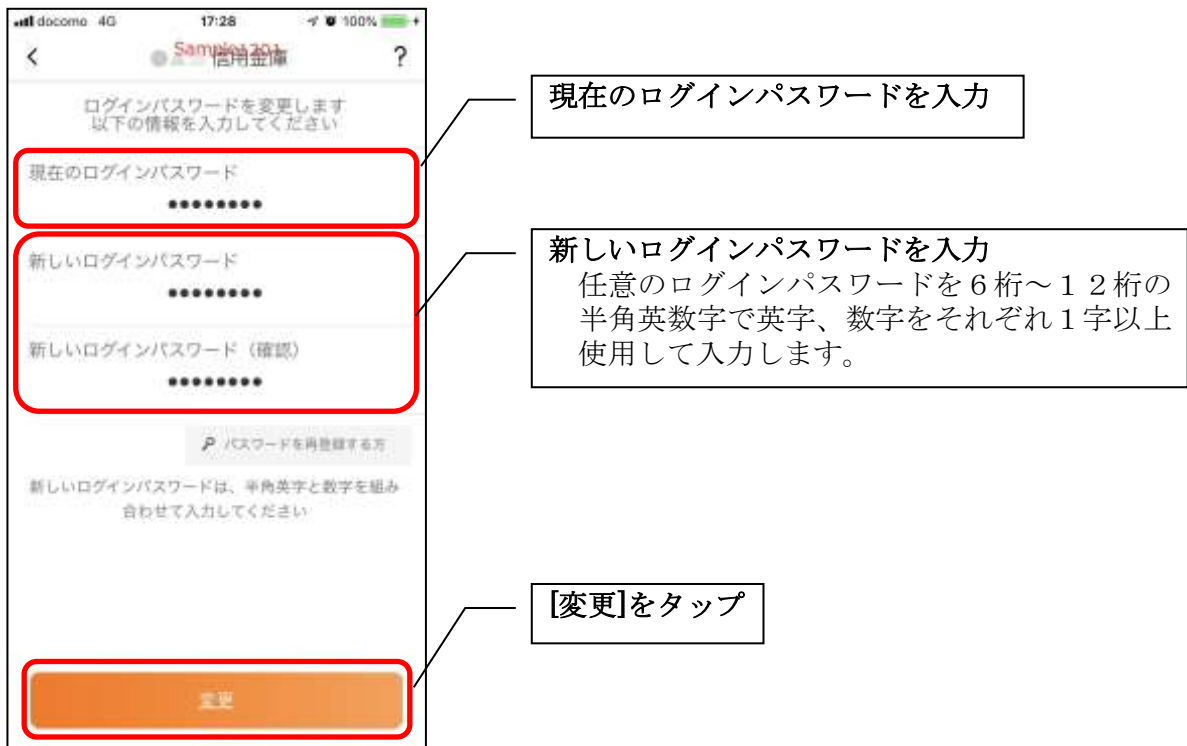 docomo 4G 17:28 100%
Sample1201
信用金庫
?
ログインパスワードを変更します
以下の情報を入力してください
現在のログインパスワード
新しいログインパスワード
新しいログインパスワード（確認）
パスワードを再登録する方
新しいログインパスワードは、半角英字と数字を組み
合わせて入力してください
変更
現在のログインパスワードを入力
新しいログインパスワードを入力
任意のログインパスワードを６桁～１２桁の
半角英数字で英字、数字をそれぞれ１字以上
使用して入力します。
[変更]をタップ